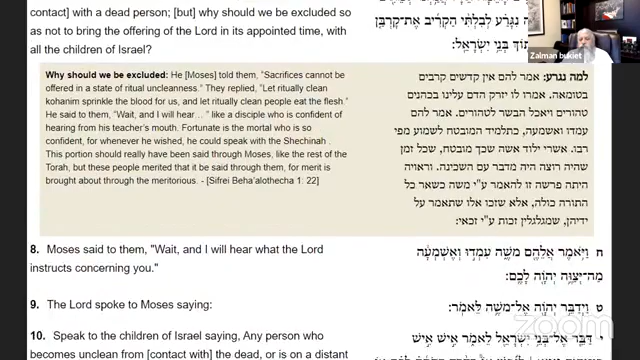 contact] with a dead person; [but] why should we be excluded so
as not to bring the offering of the Lord in its appointed time, with
all the children of Israel?
Why should we be excluded: He [Moses] told them, “Sacrifices cannot be
offered in a state of ritual uncleanness.” They replied, “Let ritually clean
kohanim sprinkle the blood for us, and let ritually clean people eat the flesh.”
He said to them, “Wait, and I will hear… ” like a disciple who is confident of
hearing from his teacher’s mouth. Fortunate is the mortal who is so
confident, for whenever he wished, he could speak with the Shechinah .
This portion should really have been said through Moses, like the rest of the
Torah, but these people merited that it be said through them, for merit is
brought about through the meritorious. - [Sifrei Beha’alothecha 1: 22]
8. Moses said to them, "Wait, and I will hear what the Lord
instructs concerning you."
9. The Lord spoke to Moses saying:
10. Speak to the children of Israel saying, Any person who
becomes unclean from [contact with] the dead, or is on a distant
נִגָּרַ֗ע לְבִלְתִּ֨י הַקְרִ֜יב אֶת־קָרְבַּ֤ן
בְּנֵ֥י יִשְׂרָאֵֽל:
למה נגרע: אמר להם אין קדשים קרבים
בטומאה. אמרו לו יזרק הדם עלינו בכהנים
טהורים ויאכל הבשר לטהורים. אמר להם
עמדו ואשמעה, כתלמיד המובטח לשמוע מפי
רבו. אשרי ילוד אשה שכך מובטח, שכל זמן
שהיה רוצה היה מדבר עם השכינה. וראויה
היתה פרשה זו להאמר ע"י משה כשאר כל
התורה כולה, אלא שזכו אלו שתאמר על
ידיהן, שמגלגלין זכות ע"י זכאי:
ח וַיֹּ֥אמֶר אֲלֵהֶ֖ם מֹשֶׁ֑ה עִמְד֣וּ וְאֶשְׁמְעָ֔ה
מַה־יְצַוֶּ֥ה יְהֹוָ֖ה לָכֶֽם:
ט וַיְדַבֵּ֥ר יְהֹוָ֖ה אֶל־מֹשֶׁ֥ה לֵּאמֹֽר:
י דַּבֵּ֛ר אֶל־בְּנֵ֥י יִשְׂרָאֵ֖ל לֵאמֹ֑ר אִ֣ישׁ אִ֣ישׁ
Zalman bukiet
zoom